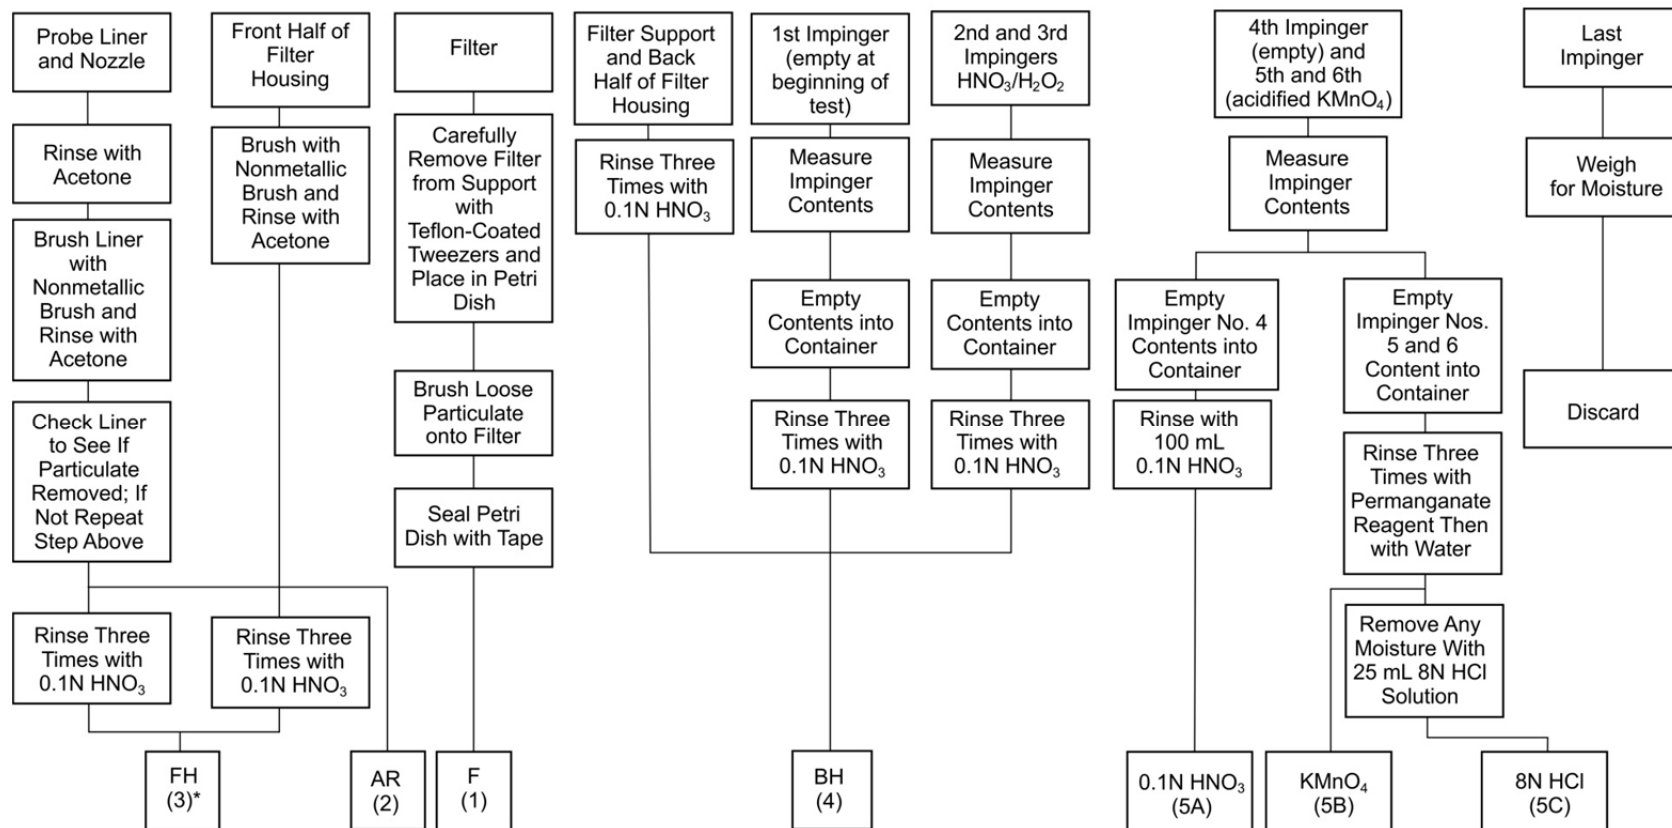 Probe Liner
and Nozzle
Rinse with
Acetone
Brush Liner
with
Nonmetallic
Brush and
Rinse with
Acetone
Check Liner
to See If
Particulate
Removed; If
Not Repeat
Step Above
Rinse Three
Times with
0.1N HNO₃
Front Half of
Filter
Housing
Brush with
Nonmetallic
Brush and
Rinse with
Acetone
Rinse Three
Times with
0.1N HNO₃
FH
(3)*
AR
(2)
Filter
Carefully
Remove Filter
from Support
with
Teflon-Coated
Tweezers and
Place in Petri
Dish
Brush Loose
Particulate
onto Filter
Seal Petri
Dish with Tape
F
(1)
Filter Support
and Back
Half of Filter
Housing
Rinse Three
Times with
0.1N HNO₃
1st Impinger
(empty at
beginning of
test)
Measure
Impinger
Contents
Empty
Contents into
Container
Rinse Three
Times with
0.1N HNO₃
2nd and 3rd
Impingers
HNO₃/H₂O₂
Measure
Impinger
Contents
Empty
Contents into
Container
Rinse Three
Times with
0.1N HNO₃
BH
(4)
4th Impinger
(empty) and
5th and 6th
(acidified KMnO₄)
Measure
Impinger
Contents
Empty
Impinger No. 4
Contents into
Container
Rinse with
100 mL
0.1N HNO₃
0.1N HNO₃
(5A)
Empty
Impinger Nos.
5 and 6
Content into
Container
Rinse Three
Times with
Permanganate
Reagent Then
with Water
Remove Any
Moisture With
25 mL 8N HCl
Solution
KMnO₄
(5B)
8N HCl
(5C)
Last
Impinger
Weigh
for Moisture
Discard